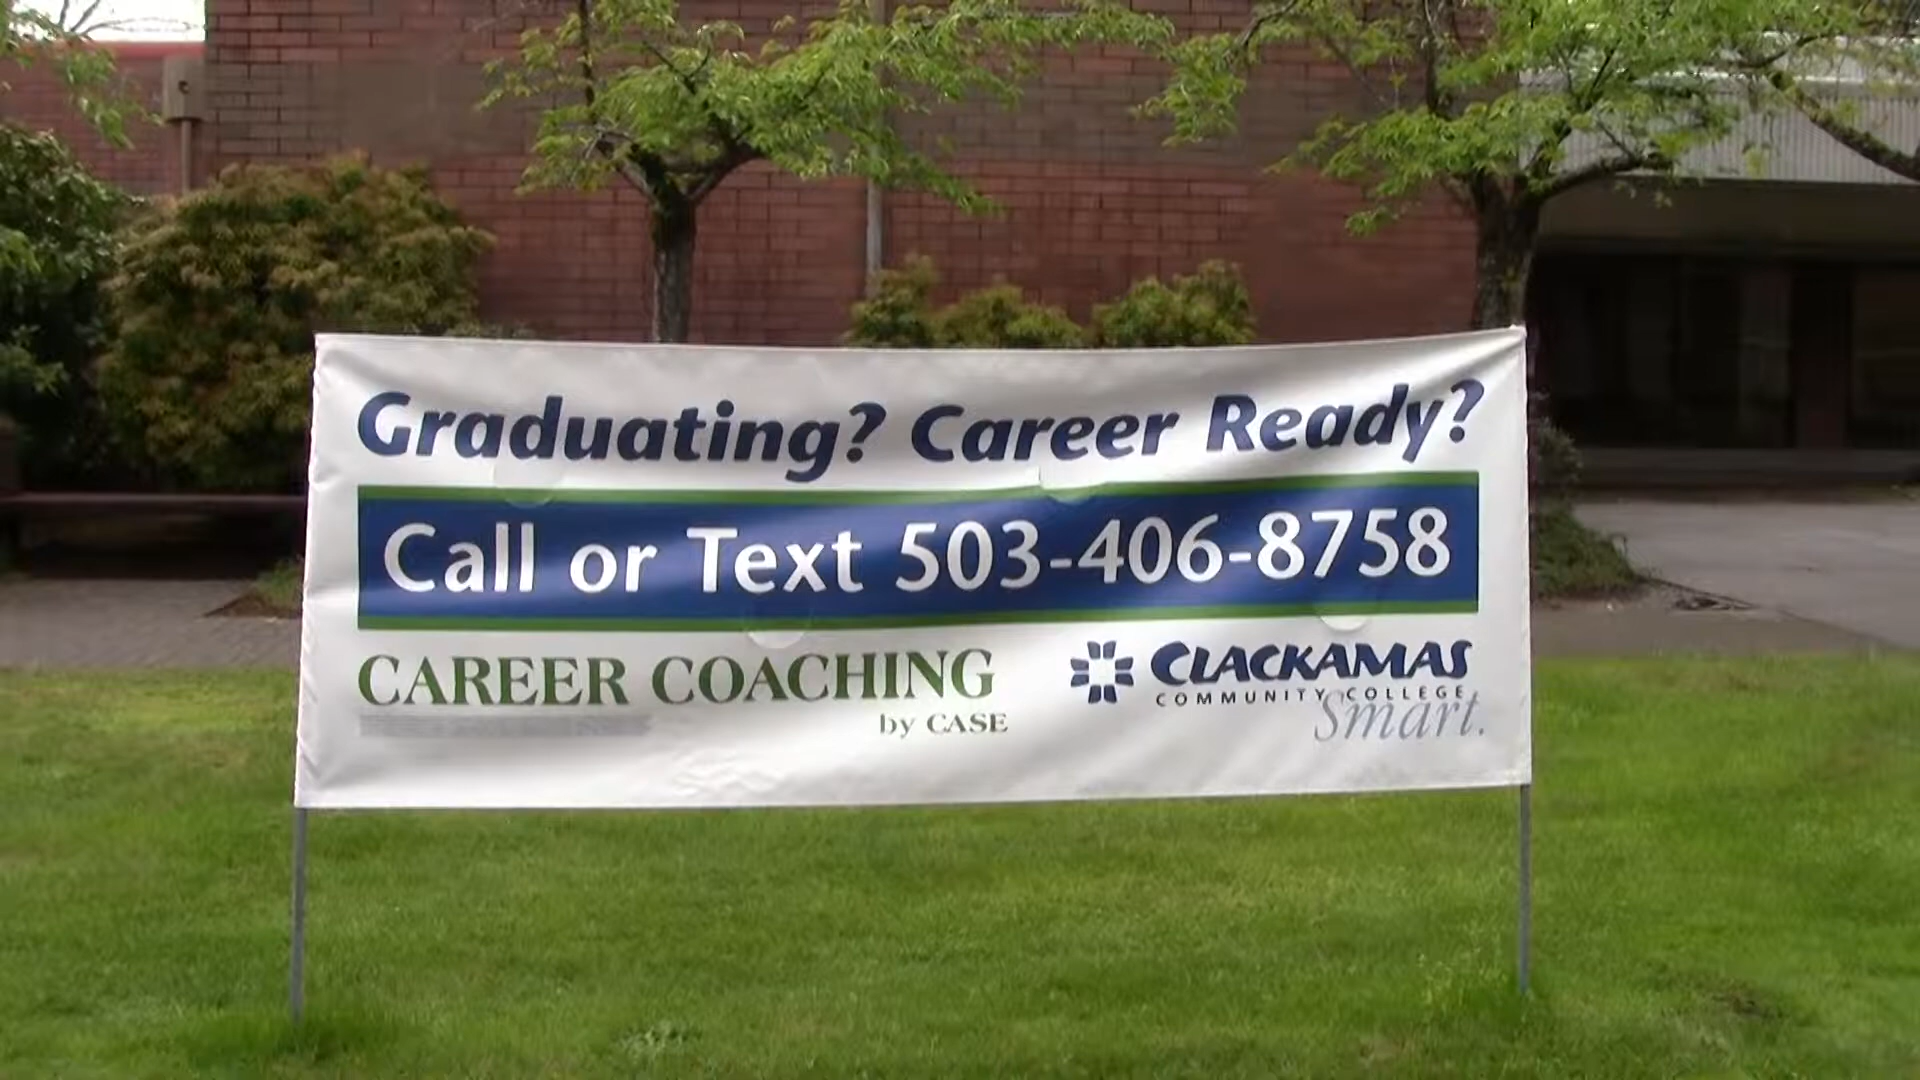 Graduating? Career Ready?
Call or Text 503-406-8758
CAREER COACHING
by CASE
CLACKAMAS
COMMUNITY COLLEGE
Smart.